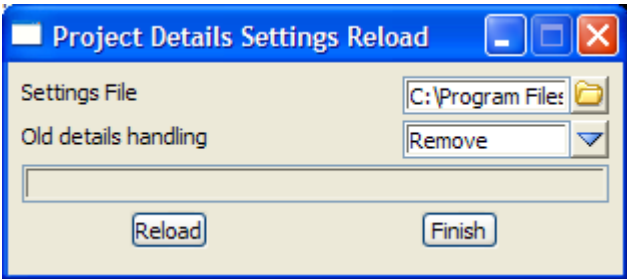 Project Details Settings Reload
Settings File C:\Program Files
Old details handling Remove
Reload Finish